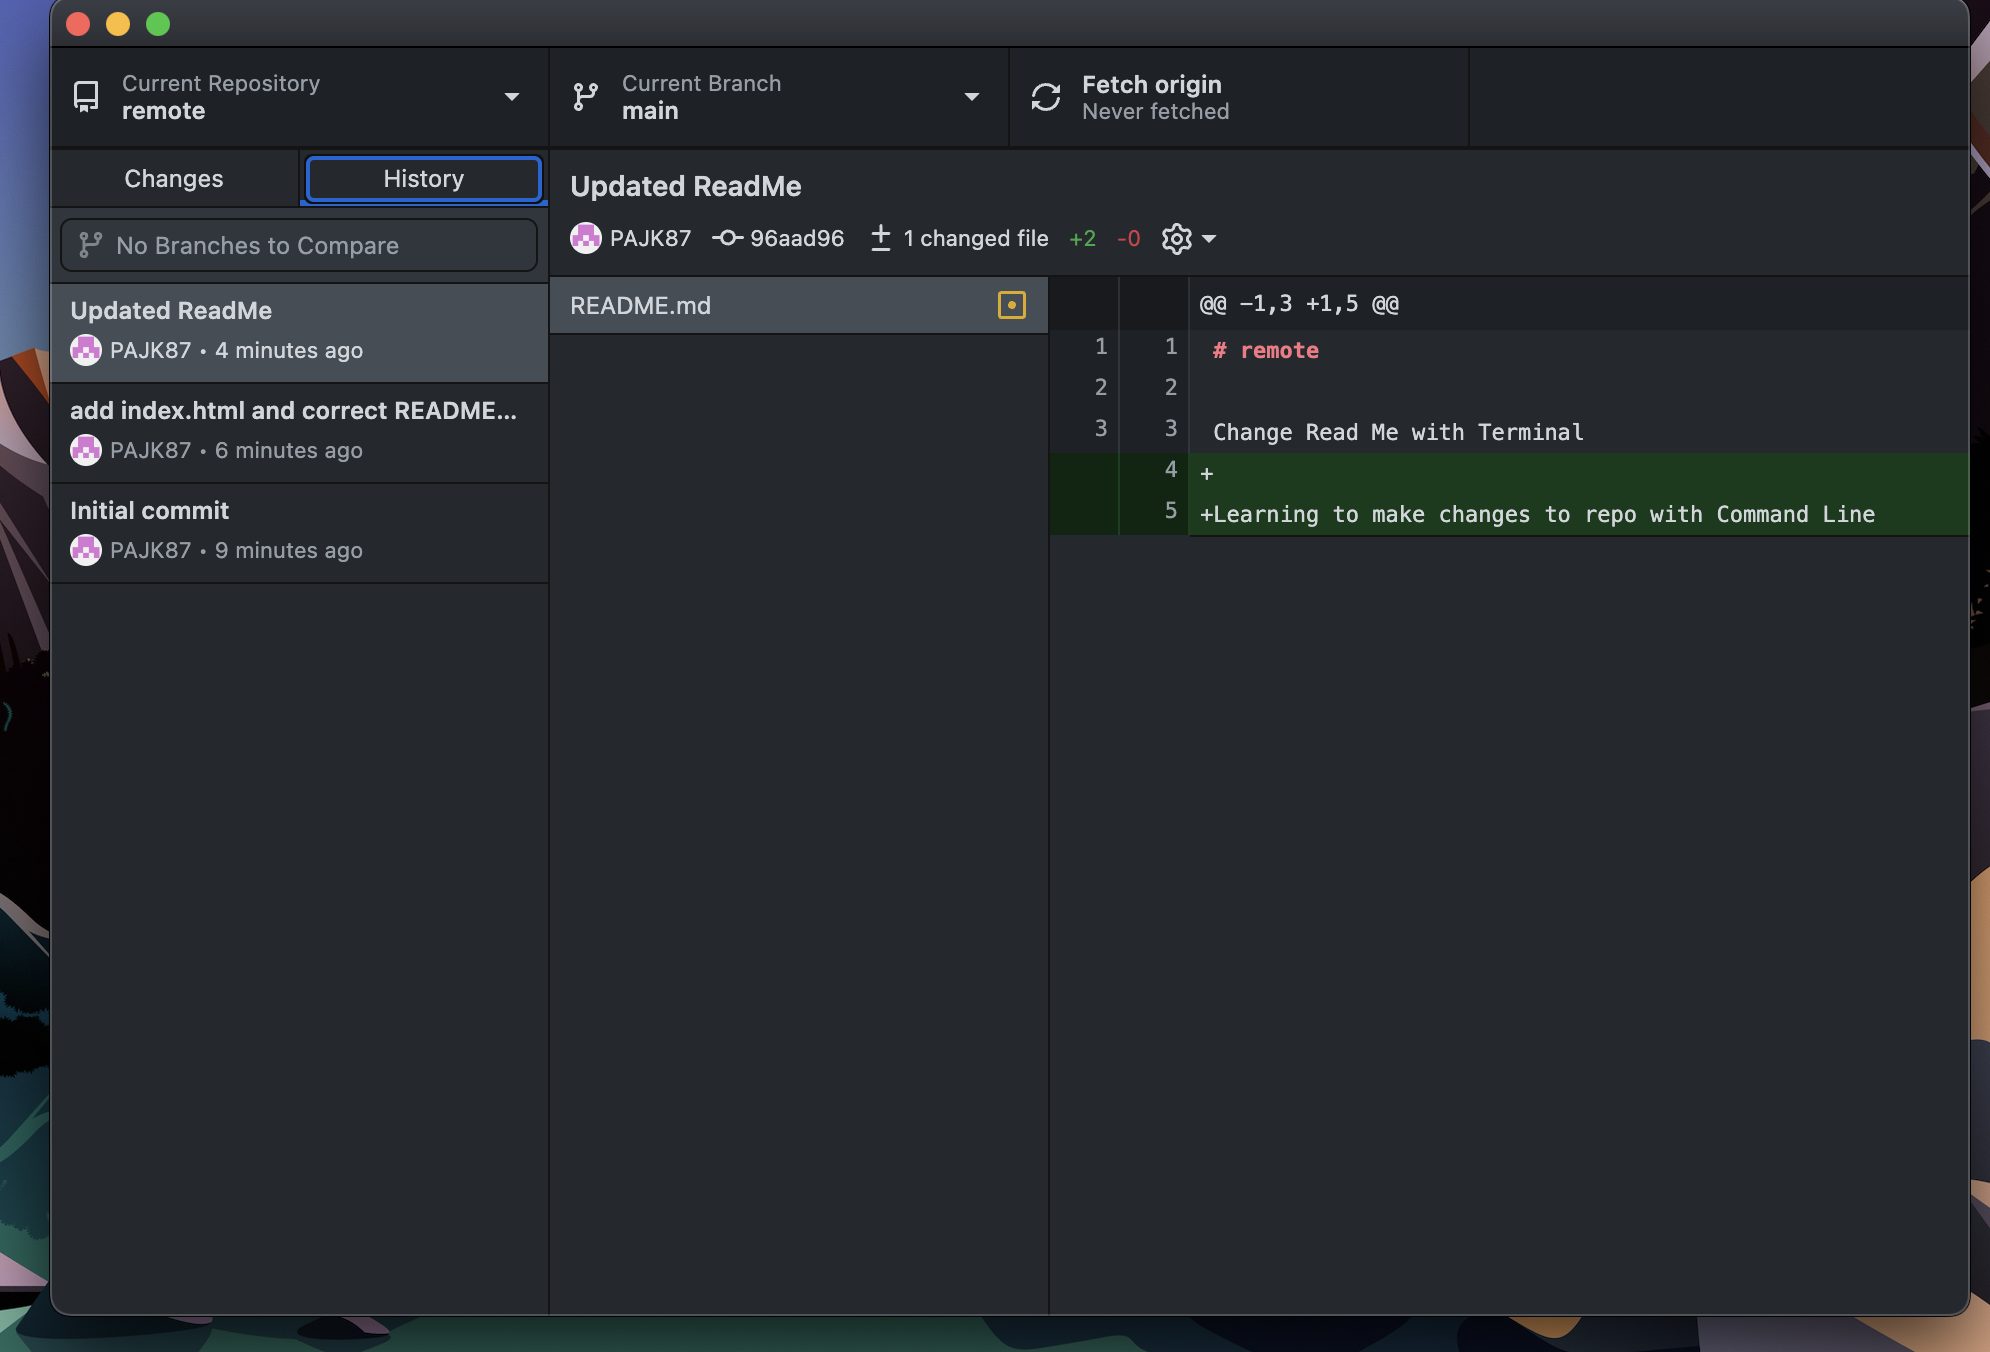 Current Repository
remote
Current Branch
main
Fetch origin
Never fetched
Changes
History
No Branches to Compare
Updated ReadMe
PAJK87 • 4 minutes ago
add index.html and correct README...
PAJK87 • 6 minutes ago
Initial commit
PAJK87 • 9 minutes ago
Updated ReadMe
PAJK87 96aad96 1 changed file +2 -0
README.md
@@ -1,3 +1,5 @@
1 1 # remote
2 2
3 3 Change Read Me with Terminal
4 +
5 +Learning to make changes to repo with Command Line